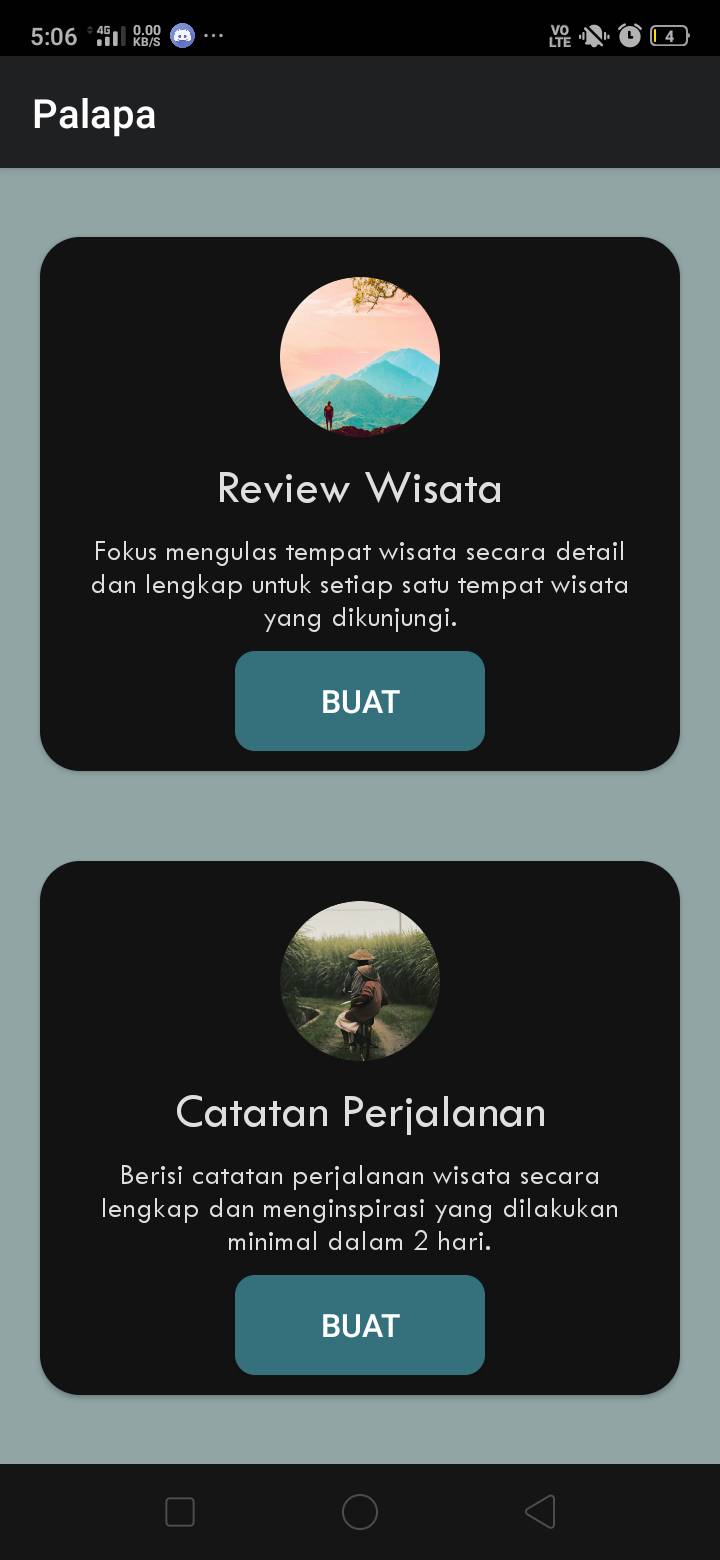 5:06 4G 0.00 KB/S ... VO LTE 4
Palapa
Review Wisata
Fokus mengulas tempat wisata secara detail
dan lengkap untuk setiap satu tempat wisata
yang dikunjungi.
BUAT
Catatan Perjalanan
Berisi catatan perjalanan wisata secara
lengkap dan menginspirasi yang dilakukan
minimal dalam 2 hari.
BUAT